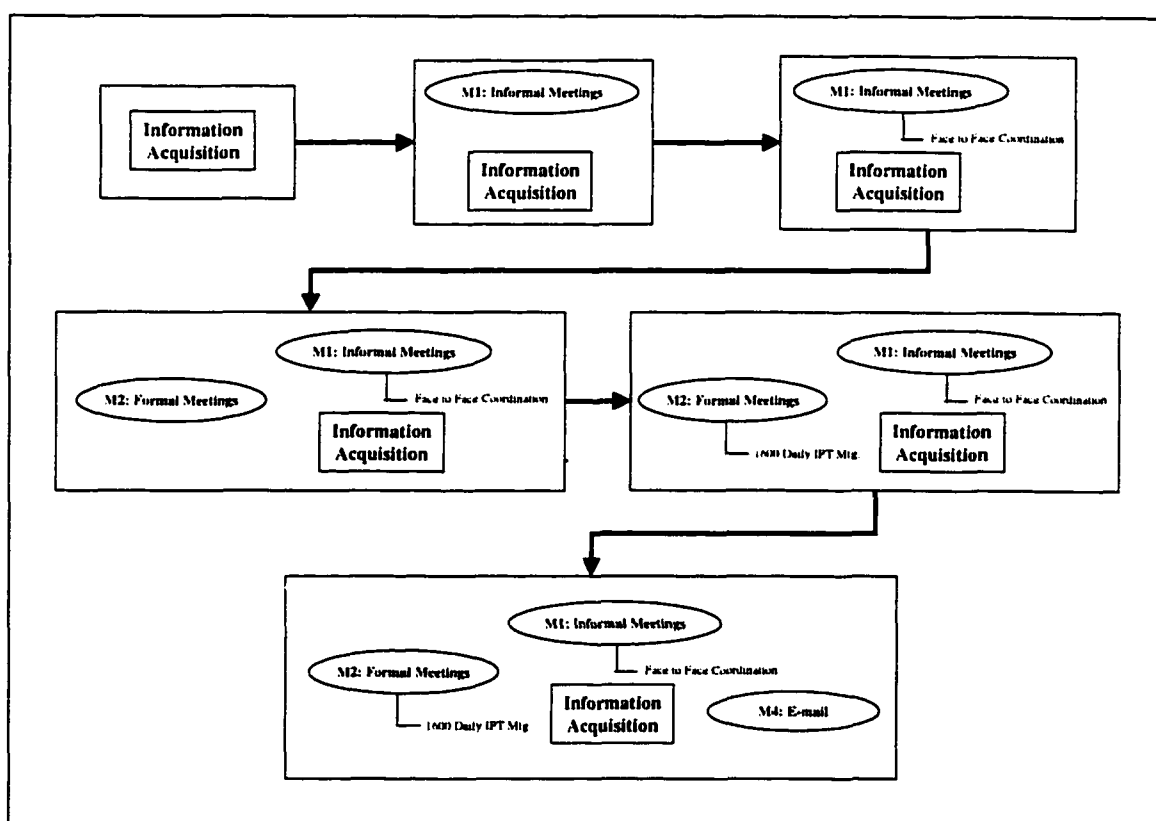 Information
Acquisition
M1: Informal Meetings
Information
Acquisition
M1: Informal Meetings
Face to Face Coordination
Information
Acquisition
M1: Informal Meetings
M2: Formal Meetings
Face to Face Coordination
Information
Acquisition
M1: Informal Meetings
M2: Formal Meetings
Face to Face Coordination
Information
Acquisition
1600 Daily IPT Mtg.
M1: Informal Meetings
M2: Formal Meetings
Face to Face Coordination
Information
Acquisition
M4: E-mail
1600 Daily IPT Mtg